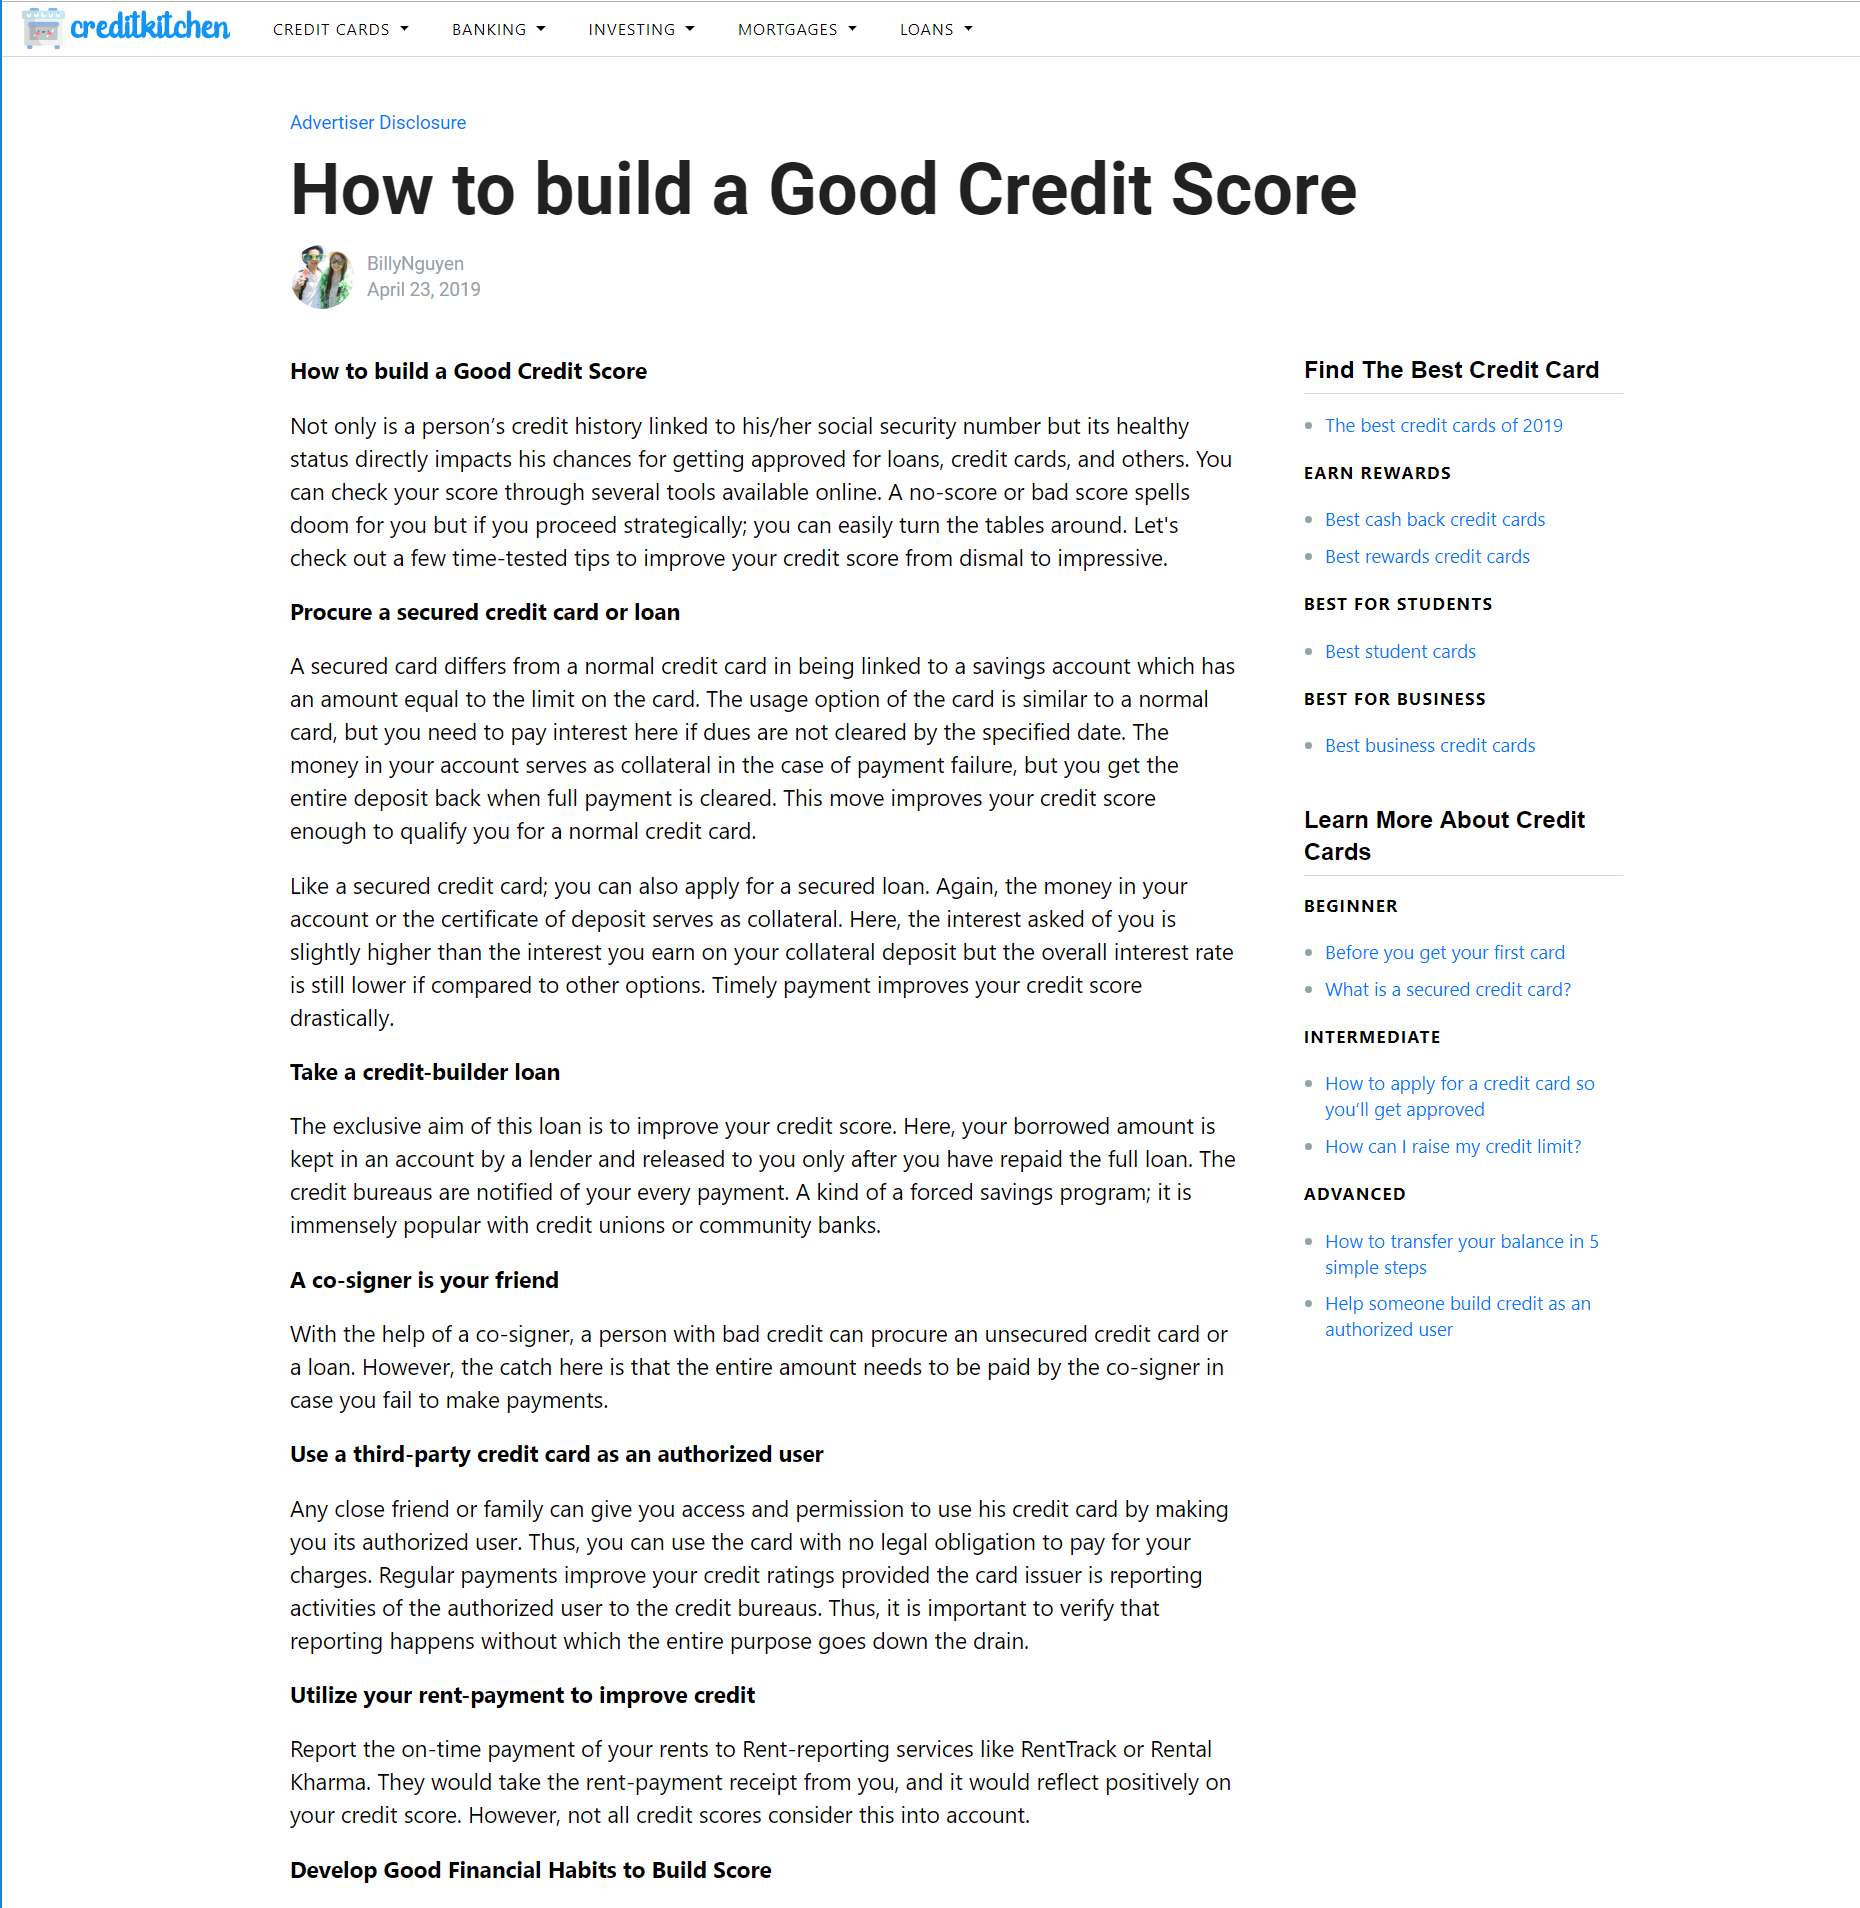 creditkitchen
CREDIT CARDS
BANKING
INVESTING
MORTGAGES
LOANS
Advertiser Disclosure
How to build a Good Credit Score
BillyNguyen
April 23, 2019
How to build a Good Credit Score
Not only is a person’s credit history linked to his/her social security number but its healthy
status directly impacts his chances for getting approved for loans, credit cards, and others. You
can check your score through several tools available online. A no-score or bad score spells
doom for you but if you proceed strategically; you can easily turn the tables around. Let's
check out a few time-tested tips to improve your credit score from dismal to impressive.
Procure a secured credit card or loan
A secured card differs from a normal credit card in being linked to a savings account which has
an amount equal to the limit on the card. The usage option of the card is similar to a normal
card, but you need to pay interest here if dues are not cleared by the specified date. The
money in your account serves as collateral in the case of payment failure, but you get the
entire deposit back when full payment is cleared. This move improves your credit score
enough to qualify you for a normal credit card.
Like a secured credit card; you can also apply for a secured loan. Again, the money in your
account or the certificate of deposit serves as collateral. Here, the interest asked of you is
slightly higher than the interest you earn on your collateral deposit but the overall interest rate
is still lower if compared to other options. Timely payment improves your credit score
drastically.
Take a credit-builder loan
The exclusive aim of this loan is to improve your credit score. Here, your borrowed amount is
kept in an account by a lender and released to you only after you have repaid the full loan. The
credit bureaus are notified of your every payment. A kind of a forced savings program; it is
immensely popular with credit unions or community banks.
A co-signer is your friend
With the help of a co-signer, a person with bad credit can procure an unsecured credit card or
a loan. However, the catch here is that the entire amount needs to be paid by the co-signer in
case you fail to make payments.
Use a third-party credit card as an authorized user
Any close friend or family can give you access and permission to use his credit card by making
you its authorized user. Thus, you can use the card with no legal obligation to pay for your
charges. Regular payments improve your credit ratings provided the card issuer is reporting
activities of the authorized user to the credit bureaus. Thus, it is important to verify that
reporting happens without which the entire purpose goes down the drain.
Utilize your rent-payment to improve credit
Report the on-time payment of your rents to Rent-reporting services like RentTrack or Rental
Kharma. They would take the rent-payment receipt from you, and it would reflect positively on
your credit score. However, not all credit scores consider this into account.
Develop Good Financial Habits to Build Score
Find The Best Credit Card
The best credit cards of 2019
EARN REWARDS
Best cash back credit cards
Best rewards credit cards
BEST FOR STUDENTS
Best student cards
BEST FOR BUSINESS
Best business credit cards
Learn More About Credit
Cards
BEGINNER
Before you get your first card
What is a secured credit card?
INTERMEDIATE
How to apply for a credit card so
you’ll get approved
How can I raise my credit limit?
ADVANCED
How to transfer your balance in 5
simple steps
Help someone build credit as an
authorized user